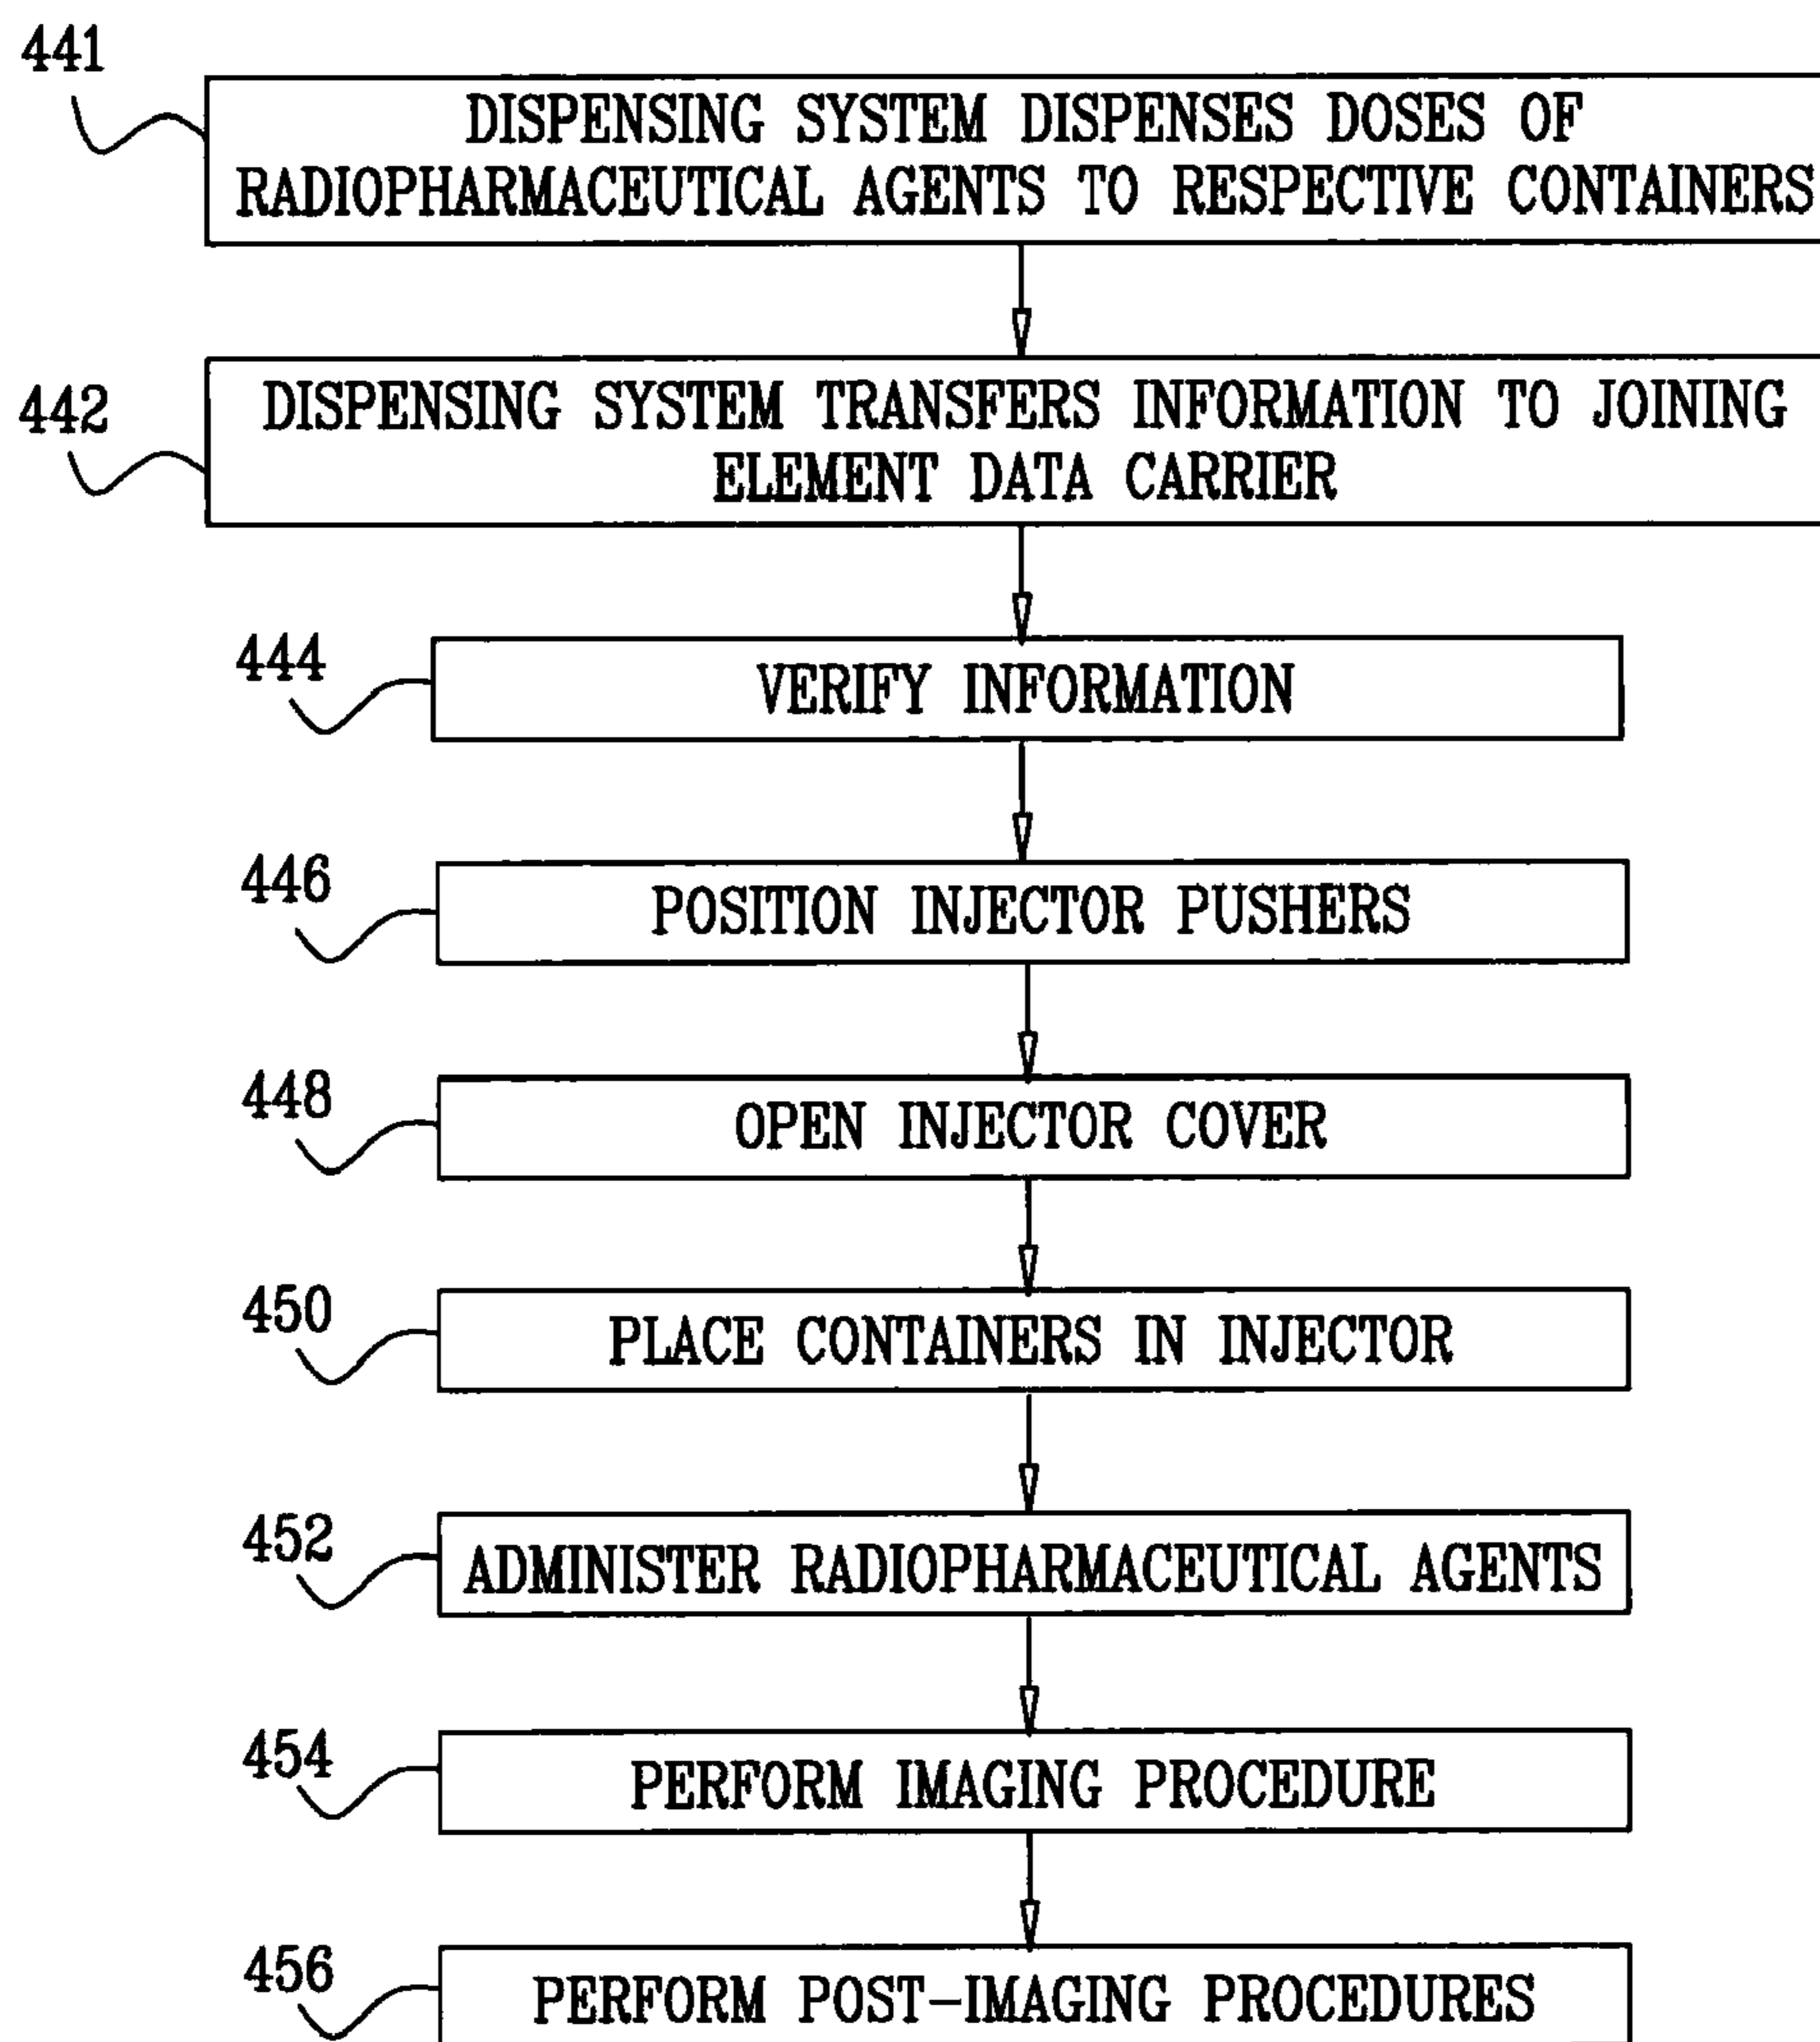 441
DISPENSING SYSTEM DISPENSES DOSES OF
RADIOPHARMACEUTICAL AGENTS TO RESPECTIVE CONTAINERS
442
DISPENSING SYSTEM TRANSFERS INFORMATION TO JOINING
ELEMENT DATA CARRIER
444
VERIFY INFORMATION
446
POSITION INJECTOR PUSHERS
448
OPEN INJECTOR COVER
450
PLACE CONTAINERS IN INJECTOR
452
ADMINISTER RADIOPHARMACEUTICAL AGENTS
454
PERFORM IMAGING PROCEDURE
456
PERFORM POST-IMAGING PROCEDURES